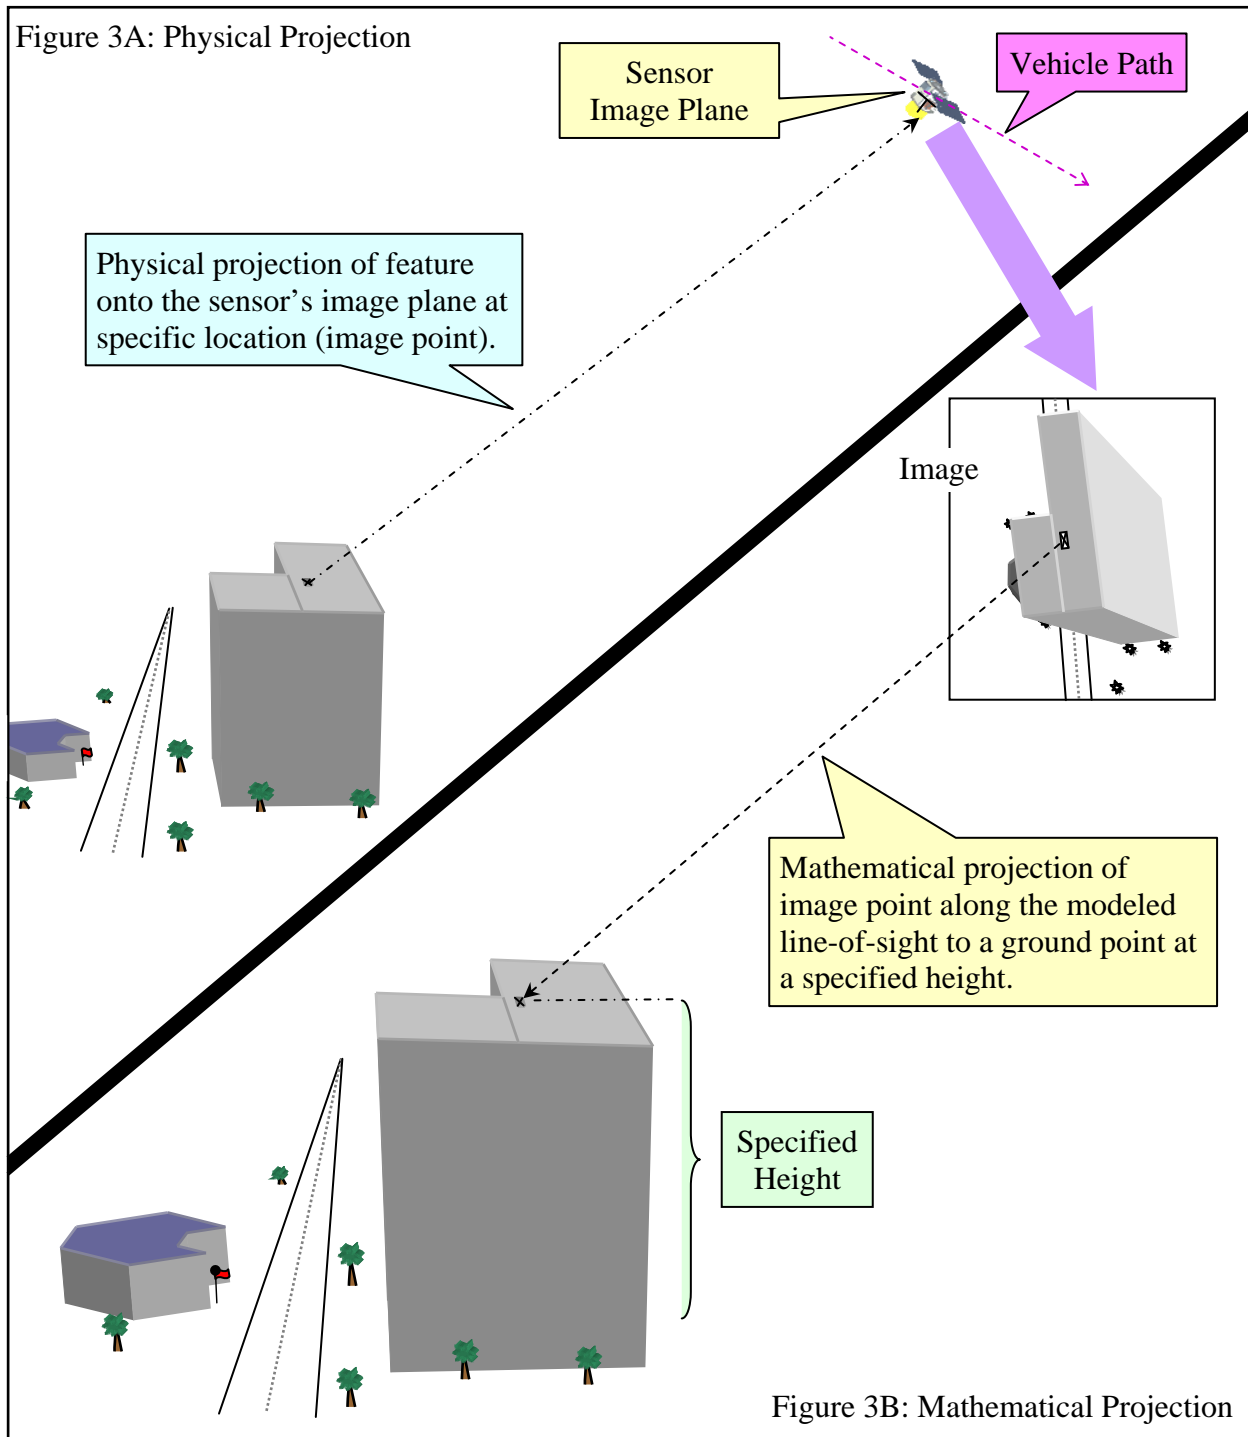 Figure 3A: Physical Projection
Sensor
Image Plane
Vehicle Path
Physical projection of feature
onto the sensor’s image plane at
specific location (image point).
Image
Mathematical projection of
image point along the modeled
line-of-sight to a ground point at
a specified height.
Specified
Height
Figure 3B: Mathematical Projection